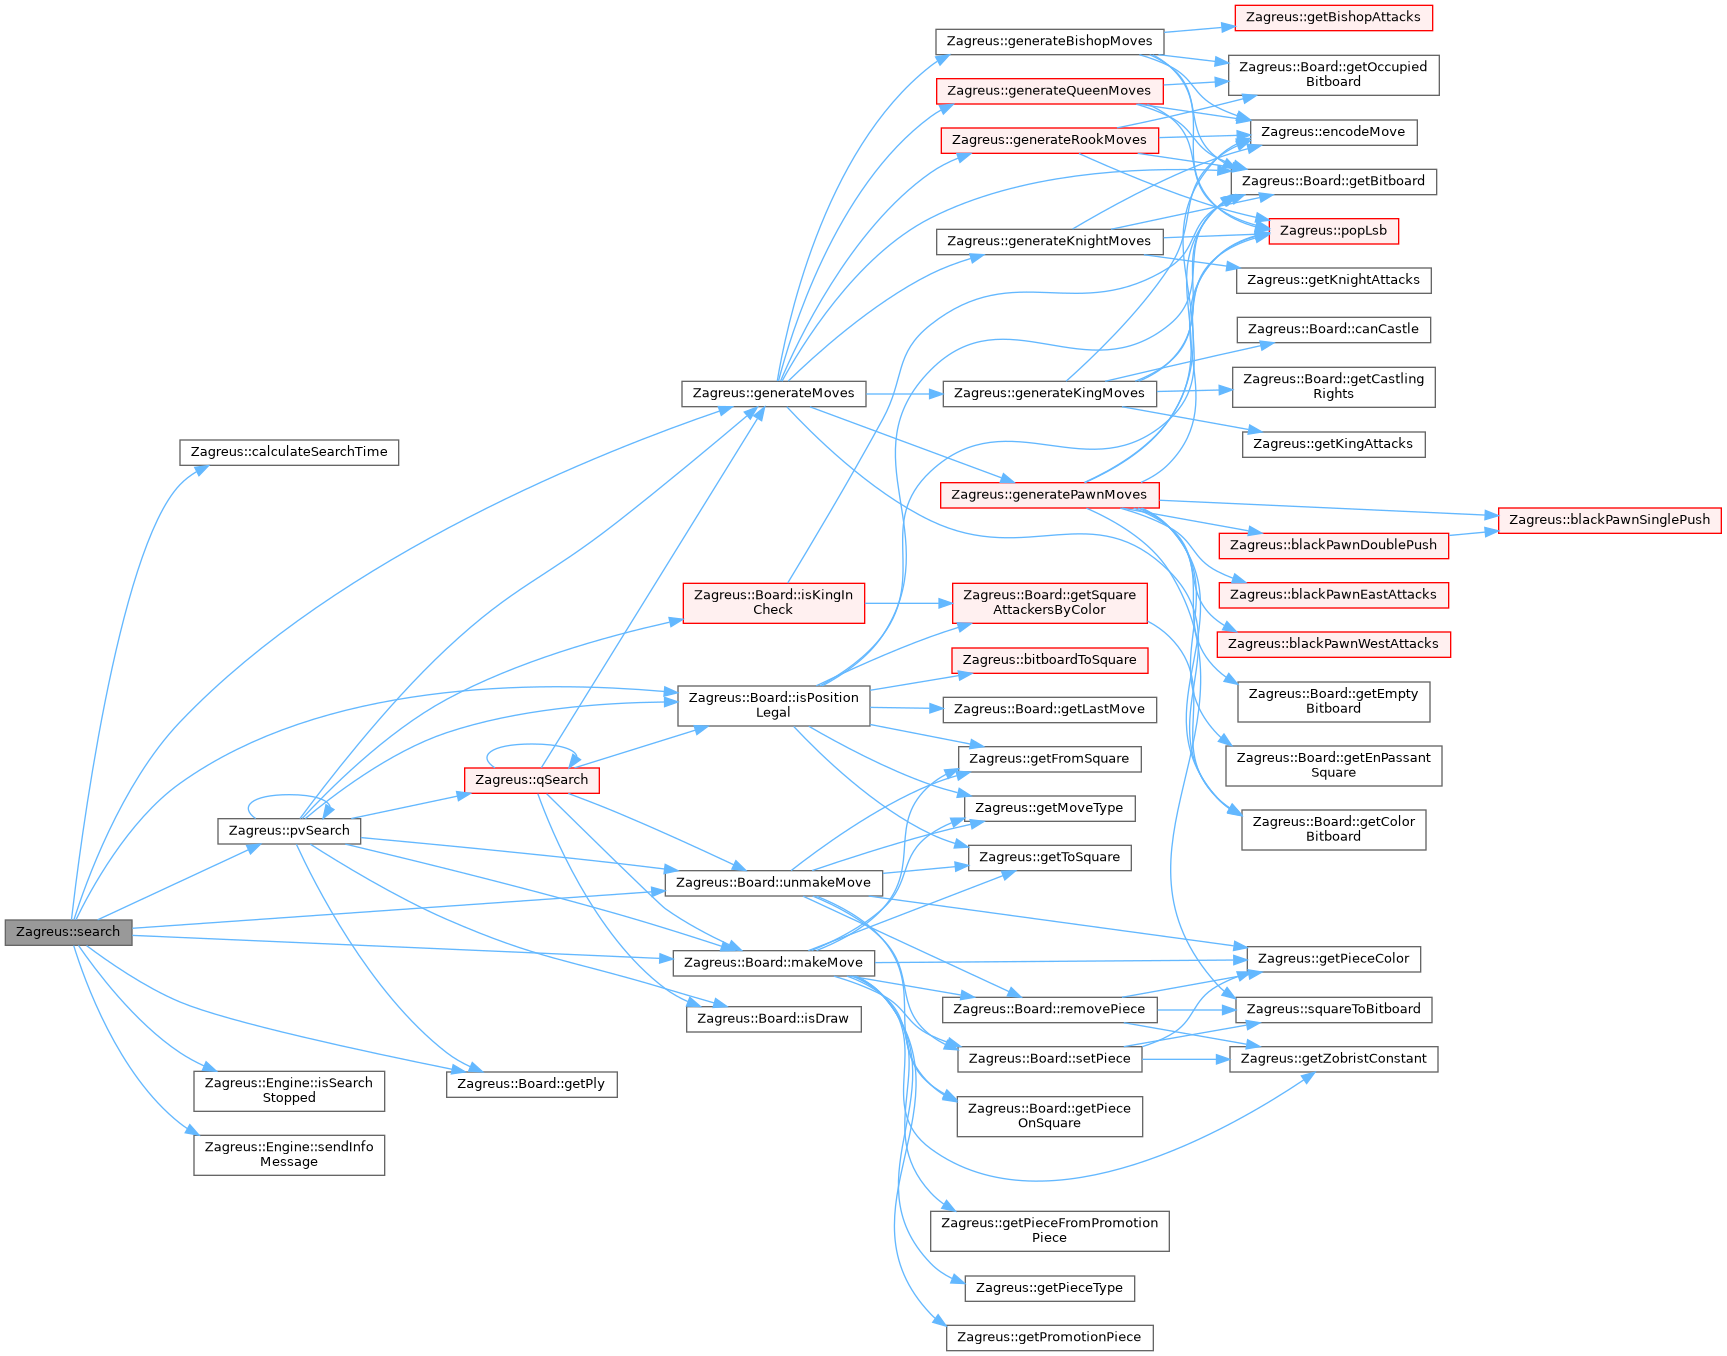 Zagreus::search
Zagreus::calculateSearchTime
Zagreus::pvSearch
Zagreus::Engine::isSearch
Stopped
Zagreus::Engine::sendInfo
Message
Zagreus::qSearch
Zagreus::Board::getPly
Zagreus::generateMoves
Zagreus::Board::isKingIn
Check
Zagreus::Board::isPosition
Legal
Zagreus::Board::unmakeMove
Zagreus::Board::makeMove
Zagreus::Board::isDraw
Zagreus::generateBishopMoves
Zagreus::generateQueenMoves
Zagreus::generateRookMoves
Zagreus::generateKnightMoves
Zagreus::generateKingMoves
Zagreus::generatePawnMoves
Zagreus::Board::getSquare
AttackersByColor
Zagreus::bitboardToSquare
Zagreus::Board::getLastMove
Zagreus::getFromSquare
Zagreus::getMoveType
Zagreus::getToSquare
Zagreus::Board::removePiece
Zagreus::Board::setPiece
Zagreus::Board::getPiece
OnSquare
Zagreus::getPieceFromPromotion
Piece
Zagreus::getPieceType
Zagreus::getPromotionPiece
Zagreus::getBishopAttacks
Zagreus::Board::getOccupied
Bitboard
Zagreus::encodeMove
Zagreus::Board::getBitboard
Zagreus::popLsb
Zagreus::getKnightAttacks
Zagreus::Board::canCastle
Zagreus::Board::getCastling
Rights
Zagreus::getKingAttacks
Zagreus::blackPawnDoublePush
Zagreus::blackPawnEastAttacks
Zagreus::blackPawnWestAttacks
Zagreus::Board::getEmpty
Bitboard
Zagreus::Board::getEnPassant
Square
Zagreus::Board::getColor
Bitboard
Zagreus::getPieceColor
Zagreus::squareToBitboard
Zagreus::getZobristConstant
Zagreus::blackPawnSinglePush